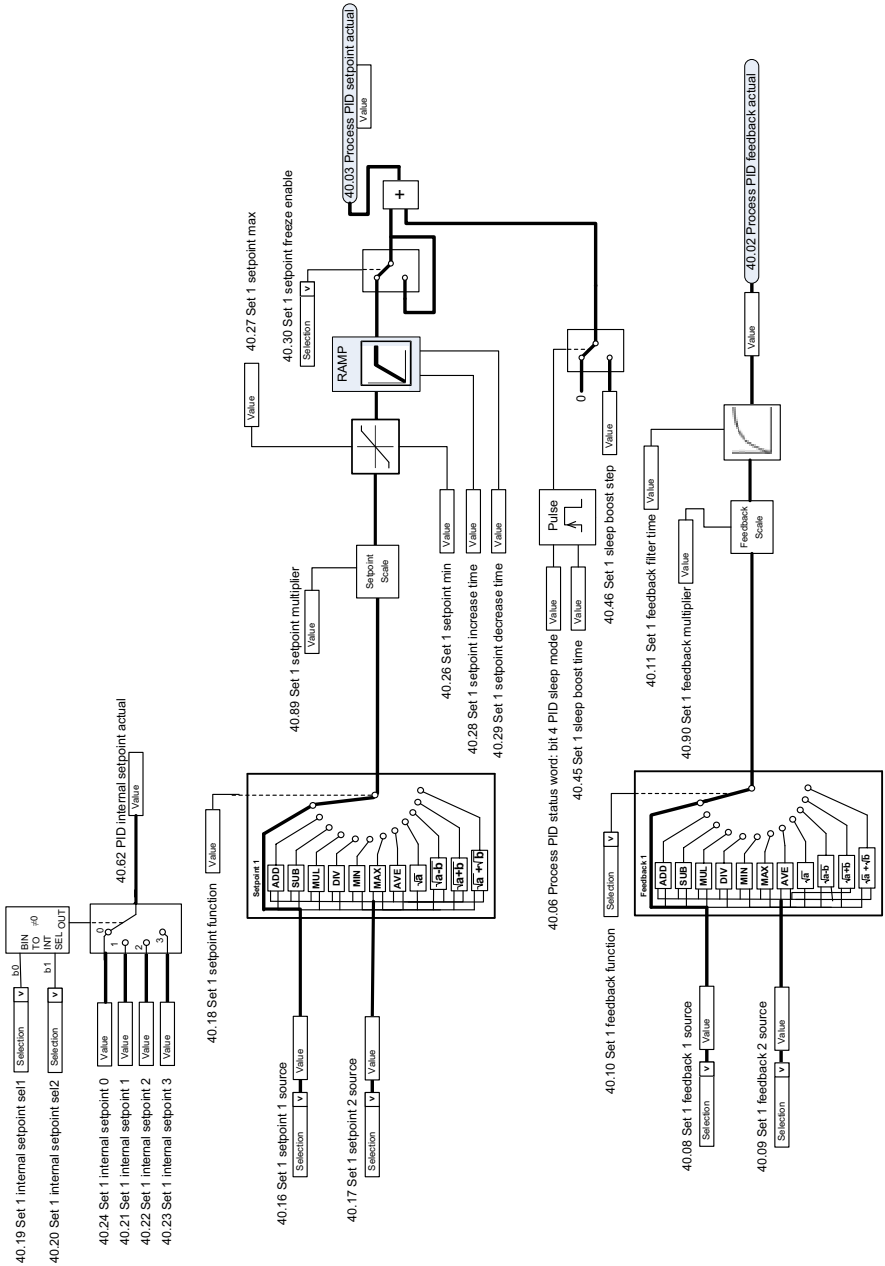 40.19 Set 1 internal setpoint sel1
Selection v
b0
40.20 Set 1 internal setpoint sel2
Selection v
b1
BIN
TO
INT
SEL
≠0
OUT
40.24 Set 1 internal setpoint 0
Value
0
40.21 Set 1 internal setpoint 1
Value
1
40.22 Set 1 internal setpoint 2
Value
2
40.23 Set 1 internal setpoint 3
Value
3
40.62 PID internal setpoint actual
Value
40.18 Set 1 setpoint function
Value
40.16 Set 1 setpoint 1 source
Selection v
Value
40.17 Set 1 setpoint 2 source
Selection v
Value
Setpoint 1
ADD
SUB
MUL
DIV
MIN
MAX
AVE
√a
√a-b
√a+b
√a +√b
40.89 Set 1 setpoint multiplier
Value
Setpoint
Scale
40.27 Set 1 setpoint max
Value
40.26 Set 1 setpoint min
Value
40.28 Set 1 setpoint increase time
Value
40.29 Set 1 setpoint decrease time
Value
RAMP
40.30 Set 1 setpoint freeze enable
Selection v
+
40.03 Process PID setpoint actual
Value
40.06 Process PID status word: bit 4 PID sleep mode
Value
40.45 Set 1 sleep boost time
Value
Pulse
0
40.46 Set 1 sleep boost step
Value
40.10 Set 1 feedback function
Selection v
40.08 Set 1 feedback 1 source
Selection v
Value
40.09 Set 1 feedback 2 source
Selection v
Value
Feedback 1
ADD
SUB
MUL
DIV
MIN
MAX
AVE
√a
√a-b
√a+b
√a +√b
40.90 Set 1 feedback multiplier
Value
Feedback
Scale
40.11 Set 1 feedback filter time
Value
Value
40.02 Process PID feedback actual